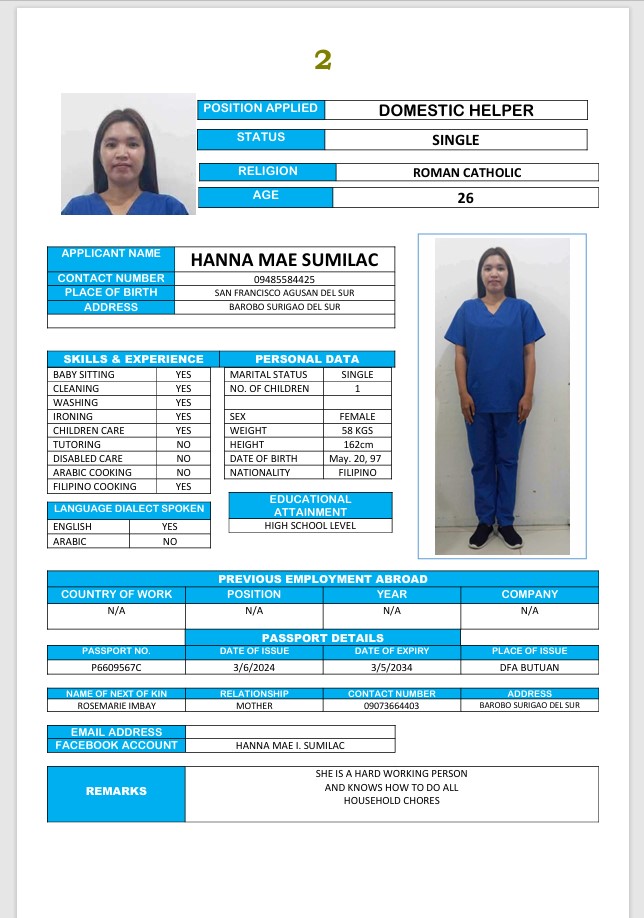 2
POSITION APPLIED DOMESTIC HELPER
STATUS SINGLE
RELIGION ROMAN CATHOLIC
AGE 26
APPLICANT NAME HANNA MAE SUMILAC
CONTACT NUMBER 09485584425
PLACE OF BIRTH SAN FRANCISCO AGUSAN DEL SUR
ADDRESS BAROBO SURIGAO DEL SUR
SKILLS & EXPERIENCE PERSONAL DATA
BABY SITTING YES MARITAL STATUS SINGLE
CLEANING YES NO. OF CHILDREN 1
WASHING YES
IRONING YES SEX FEMALE
CHILDREN CARE YES WEIGHT 58 KGS
TUTORING NO HEIGHT 162cm
DISABLED CARE NO DATE OF BIRTH May. 20, 97
ARABIC COOKING NO NATIONALITY FILIPINO
FILIPINO COOKING YES
LANGUAGE DIALECT SPOKEN
ENGLISH YES
ARABIC NO
EDUCATIONAL
ATTAINMENT
HIGH SCHOOL LEVEL
PREVIOUS EMPLOYMENT ABROAD
COUNTRY OF WORK POSITION YEAR COMPANY
N/A N/A N/A N/A
PASSPORT DETAILS
PASSPORT NO. DATE OF ISSUE DATE OF EXPIRY PLACE OF ISSUE
P6609567C 3/6/2024 3/5/2034 DFA BUTUAN
NAME OF NEXT OF KIN RELATIONSHIP CONTACT NUMBER ADDRESS
ROSEMARIE IMBAY MOTHER 09073664403 BAROBO SURIGAO DEL SUR
EMAIL ADDRESS
FACEBOOK ACCOUNT HANNA MAE I. SUMILAC
REMARKS
SHE IS A HARD WORKING PERSON
AND KNOWS HOW TO DO ALL
HOUSEHOLD CHORES